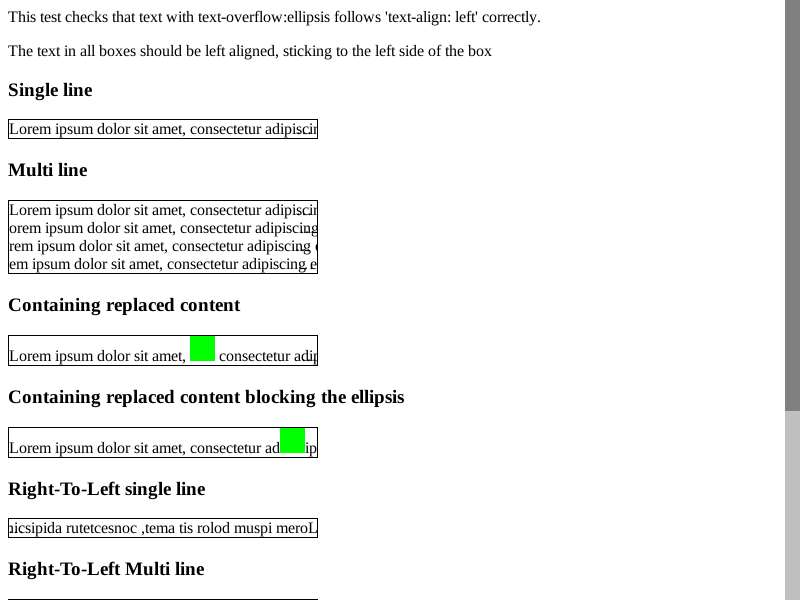 This test checks that text with text-overflow:ellipsis follows 'text-align: left' correctly.
The text in all boxes should be left aligned, sticking to the left side of the box
Single line
Lorem ipsum dolor sit amet, consectetur adipiscin
Multi line
Lorem ipsum dolor sit amet, consectetur adipiscin
orem ipsum dolor sit amet, consectetur adipiscing
rem ipsum dolor sit amet, consectetur adipiscing
em ipsum dolor sit amet, consectetur adipiscing e
Containing replaced content
Lorem ipsum dolor sit amet, consectetur adip
Containing replaced content blocking the ellipsis
Lorem ipsum dolor sit amet, consectetur ad ip
Right-To-Left single line
nicsipida rutetcesnoc ,tema tis rolod muspi meroL
Right-To-Left Multi line